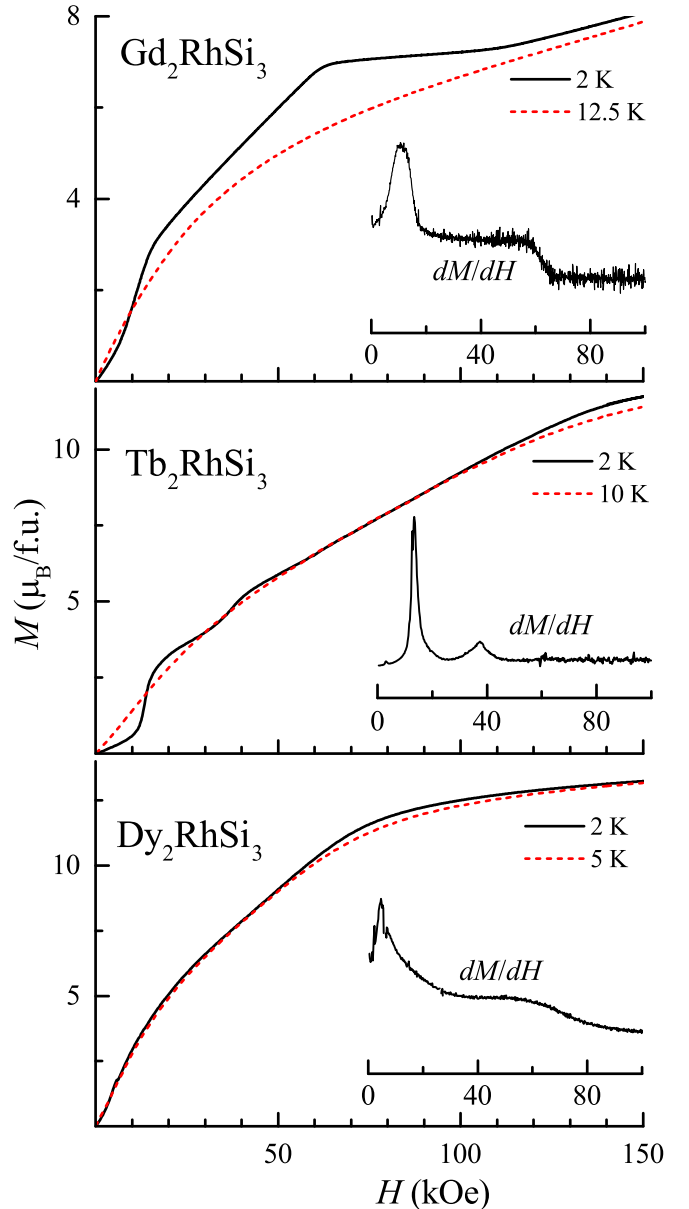 8
Gd₂RhSi₃
2 K
12.5 K
4
dM/dH
0 40 80
10
Tb₂RhSi₃
2 K
10 K
M (μB/f.u.)
5
dM/dH
0 40 80
Dy₂RhSi₃
2 K
5 K
10
dM/dH
5
0 40 80
50 100 150
H (kOe)